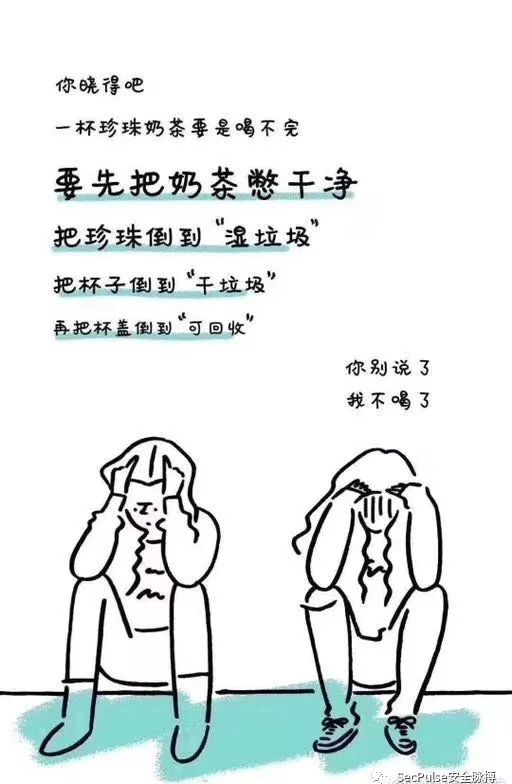 你晓得吧
一杯珍珠奶茶要是喝不完
要先把奶茶憋干净
把珍珠倒到“湿垃圾”
把杯子倒到“干垃圾”
再把杯盖倒到“可回收”
你别说了
我不喝了
SecPulse安全脉搏